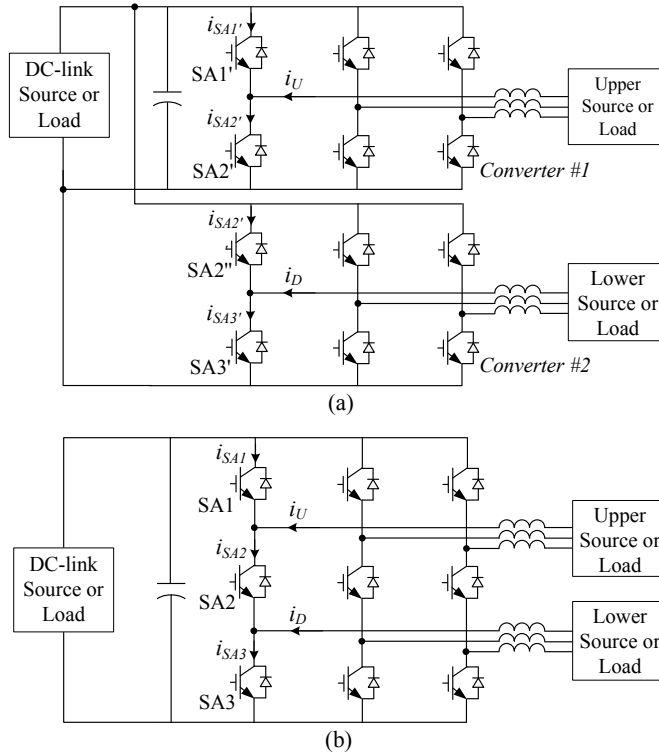 iSA1'
DC-link
Source or
Load
SA1'
iU
Upper
Source or
Load
iSA2'
SA2'
Converter #1
iSA2'
SA2"
iD
Lower
Source or
Load
iSA3'
SA3'
Converter #2
(a)
iSA1
SA1
iU
Upper
Source or
Load
DC-link
Source or
Load
iSA2
SA2
iD
Lower
Source or
Load
iSA3
SA3
(b)